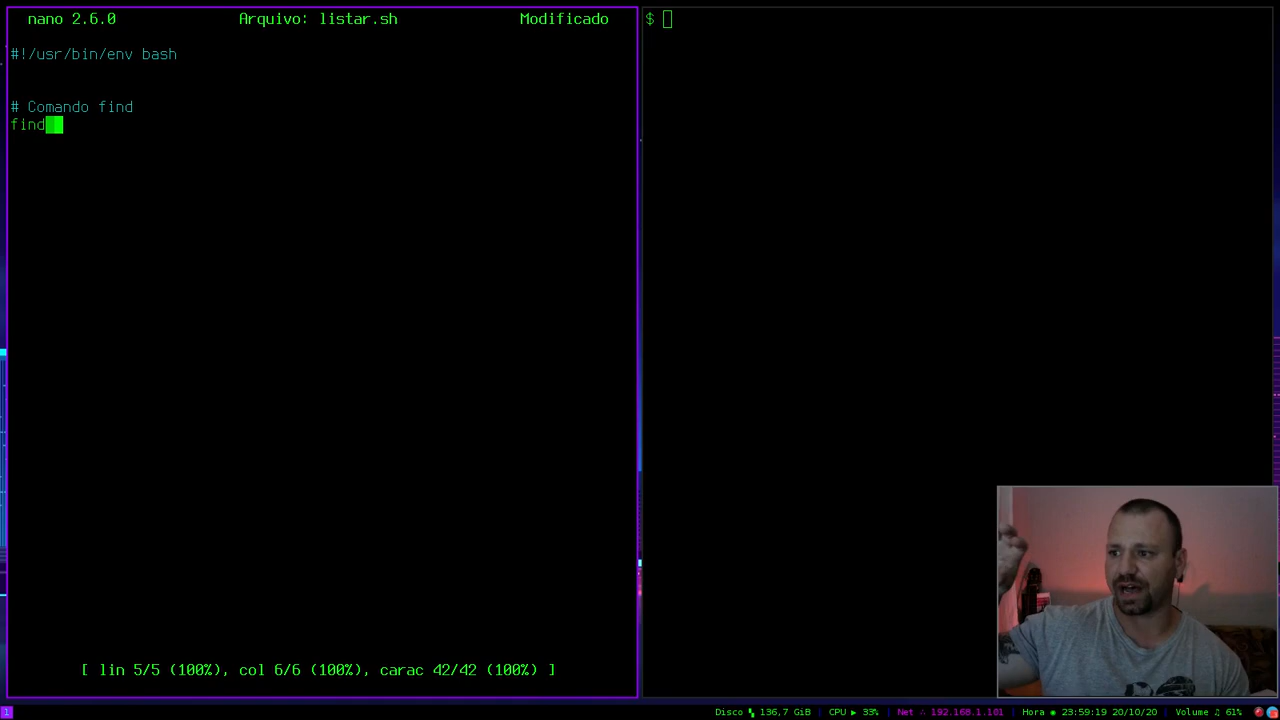 nano 2.6.0 Arquivo: listar.sh Modificado
#!/usr/bin/env bash
# Comando find
find
[ lin 5/5 (100%), col 6/6 (100%), carac 42/42 (100%) ]
$
1 Disco 136,7 GiB | CPU ▶ 33% | Net 192.168.1.101 | Hora ◉ 23:59:19 20/10/20 | Volume ♫ 61%